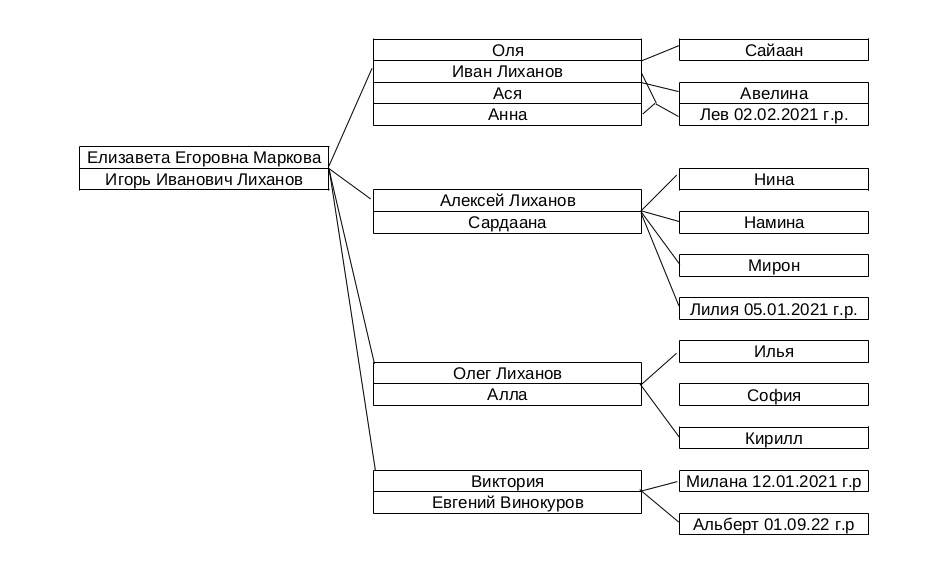 Елизавета Егоровна Маркова
Игорь Иванович Лиханов
Оля
Иван Лиханов
Ася
Анна
Сайаан
Авелина
Лев 02.02.2021 г.р.
Алексей Лиханов
Сардаана
Нина
Намина
Мирон
Лилия 05.01.2021 г.р.
Олег Лиханов
Алла
Илья
София
Кирилл
Виктория
Евгений Винокуров
Милана 12.01.2021 г.р
Альберт 01.09.22 г.р